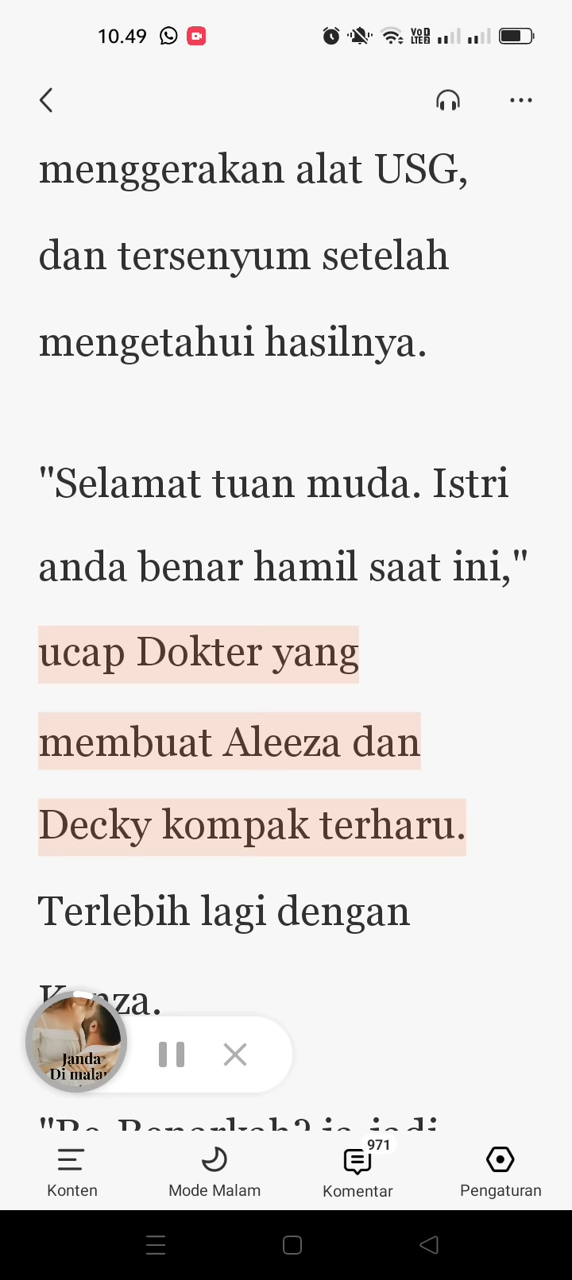 10.49
VoD LTE
menggerakan alat USG,
dan tersenyum setelah
mengetahui hasilnya.
"Selamat tuan muda. Istri
anda benar hamil saat ini,"
ucap Dokter yang
membuat Aleeza dan
Decky kompak terharu.
Terlebih lagi dengan
Janda
Di mala
971
Konten
Mode Malam
Komentar
Pengaturan